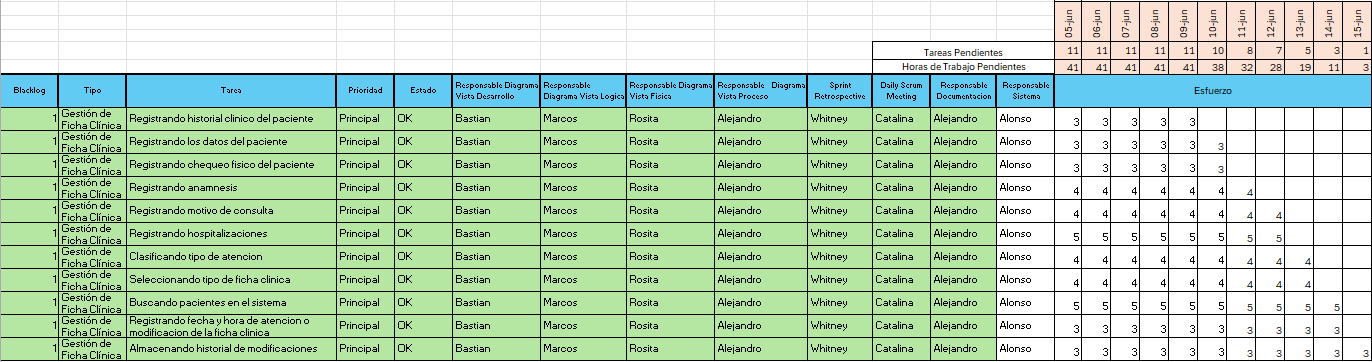 05-jun 06-jun 07-jun 08-jun 09-jun 10-jun 11-jun 12-jun 13-jun 14-jun 15-jun
Tareas Pendientes 11 11 11 11 11 10 8 7 5 3 1
Horas de Trabajo Pendientes 41 41 41 41 41 38 32 28 19 11 3
Blacklog Tipo Tarea Prioridad Estado Responsable Diagrama Vista Desarrollo Responsable Diagrama Vista Logica Responsable Diagrama Vista Fisica Responsable Diagrama Vista Proceso Sprint Retrospective Daily Scrum Meeting Responsable Documentacion Responsable Sistema Esfuerzo
1 Gestión de Ficha Clínica Registrando historial clinico del paciente Principal OK Bastian Marcos Rosita Alejandro Whitney Catalina Alejandro Alonso 3 3 3 3 3
1 Gestión de Ficha Clínica Registrando los datos del paciente Principal OK Bastian Marcos Rosita Alejandro Whitney Catalina Alejandro Alonso 3 3 3 3 3 3
1 Gestión de Ficha Clínica Registrando chequeo fisico del paciente Principal OK Bastian Marcos Rosita Alejandro Whitney Catalina Alejandro Alonso 3 3 3 3 3 3
1 Gestión de Ficha Clínica Registrando anamnesis Principal OK Bastian Marcos Rosita Alejandro Whitney Catalina Alejandro Alonso 4 4 4 4 4 4 4
1 Gestión de Ficha Clínica Registrando motivo de consulta Principal OK Bastian Marcos Rosita Alejandro Whitney Catalina Alejandro Alonso 4 4 4 4 4 4 4 4
1 Gestión de Ficha Clínica Registrando hospitalizaciones Principal OK Bastian Marcos Rosita Alejandro Whitney Catalina Alejandro Alonso 5 5 5 5 5 5 5 5
1 Gestión de Ficha Clínica Clasificando tipo de atencion Principal OK Bastian Marcos Rosita Alejandro Whitney Catalina Alejandro Alonso 4 4 4 4 4 4 4 4 4
1 Gestión de Ficha Clínica Seleccionando tipo de ficha clinica Principal OK Bastian Marcos Rosita Alejandro Whitney Catalina Alejandro Alonso 4 4 4 4 4 4 4 4 4
1 Gestión de Ficha Clínica Buscando pacientes en el sistema Principal OK Bastian Marcos Rosita Alejandro Whitney Catalina Alejandro Alonso 5 5 5 5 5 5 5 5 5 5
1 Gestión de Ficha Clínica Registrando fecha y hora de atencion o modificacion de la ficha clinica Principal OK Bastian Marcos Rosita Alejandro Whitney Catalina Alejandro Alonso 3 3 3 3 3 3 3 3 3 3
1 Gestión de Ficha Clínica Almacenando historial de modificaciones Principal OK Bastian Marcos Rosita Alejandro Whitney Catalina Alejandro Alonso 3 3 3 3 3 3 3 3 3 3 3